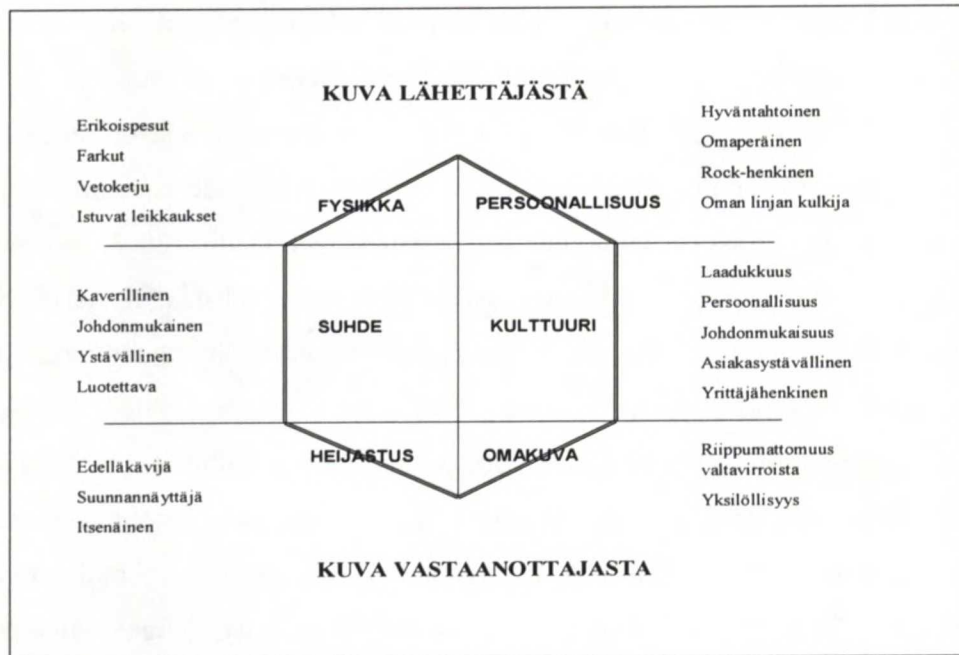 KUVA LÄHETTÄJÄSTÄ
Erikoispesut
Farkut
Vetoketju
Istuvat leikkaukset
Hyväntahtoinen
Omaperäinen
Rock-henkinen
Oman linjan kulkija
FYSIIKKA
PERSOONALLISUUS
Kaverillinen
Johdonmukainen
Ystävällinen
Luotettava
SUHDE
KULTTUURI
Laadukkuus
Persoonallisuus
Johdonmukaisuus
Asiakasystävällinen
Yrittäjähenkinen
Edelläkävijä
Suunnannäyttäjä
Itsenäinen
HEIJASTUS
OMAKUVA
Riippumattomuus
valtavirroista
Yksilöllisyys
KUVA VASTAANOTTAJASTA